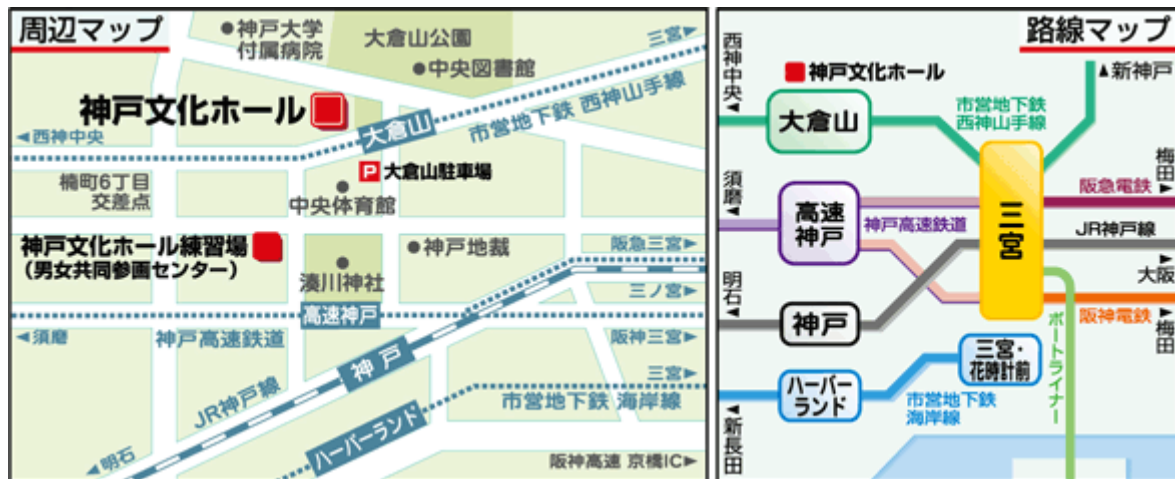 周辺マップ
神戸大学
付属病院
大倉山公園
中央図書館
三宮▶
神戸文化ホール
大倉山
市営地下鉄 西神山手線
◀西神中央
P 大倉山駐車場
楠町6丁目
交差点
中央体育館
神戸文化ホール練習場
(男女共同参画センター)
神戸地裁
阪急三宮▶
湊川神社
三ノ宮▶
高速神戸
◀須磨
神戸高速鉄道
阪神三宮▶
神戸
三宮▶
JR神戸線
市営地下鉄 海岸線
ハーバーランド
◀明石
阪神高速 京橋IC▶
路線マップ
西神中央
神戸文化ホール
▲新神戸
大倉山
市営地下鉄
西神山手線
梅田
須磨
阪急電鉄
高速
神戸
神戸高速鉄道
三宮
JR神戸線
大阪
明石
神戸
阪神電鉄
梅田
ポートライナー
三宮・
花時計前
ハーバー
ランド
市営地下鉄
海岸線
新長田